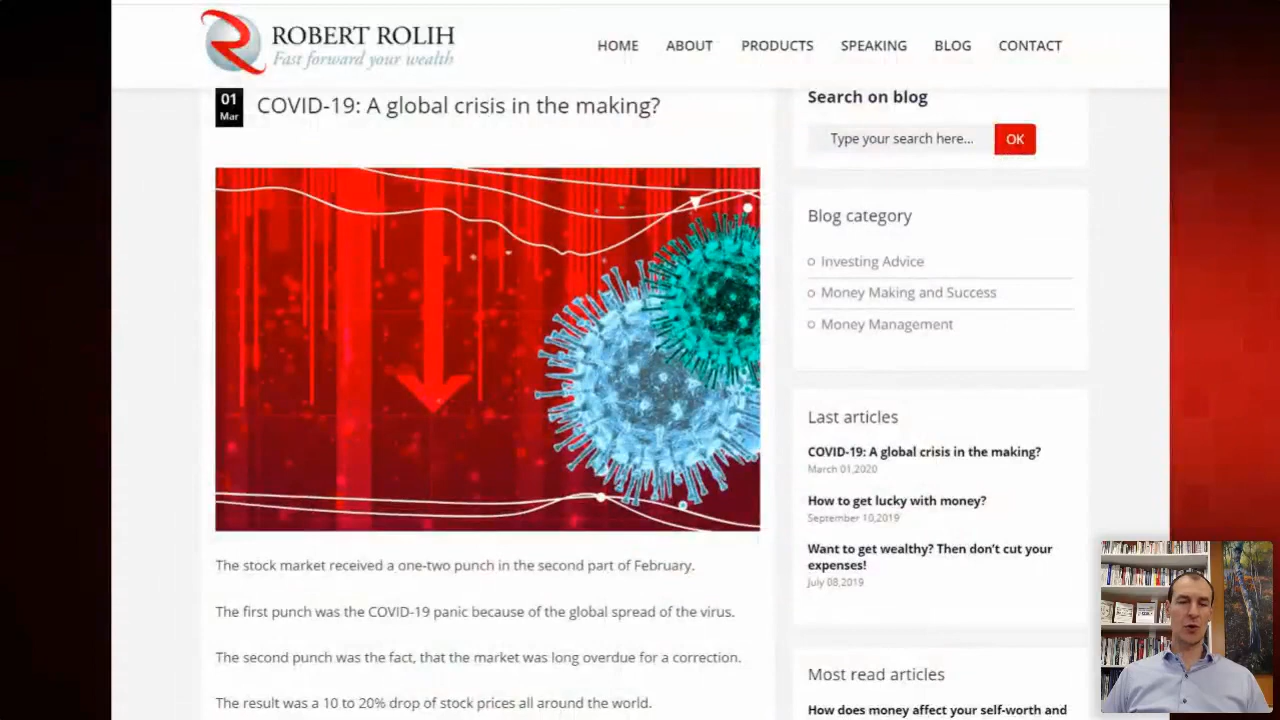 ROBERT ROLIH
Fast forward your wealth
HOME ABOUT PRODUCTS SPEAKING BLOG CONTACT
01
Mar
COVID-19: A global crisis in the making?
The stock market received a one-two punch in the second part of February.
The first punch was the COVID-19 panic because of the global spread of the virus.
The second punch was the fact, that the market was long overdue for a correction.
The result was a 10 to 20% drop of stock prices all around the world.
Search on blog
Type your search here...
OK
Blog category
Investing Advice
Money Making and Success
Money Management
Last articles
COVID-19: A global crisis in the making?
March 01,2020
How to get lucky with money?
September 10,2019
Want to get wealthy? Then don’t cut your
expenses!
July 08,2019
Most read articles
How does money affect your self-worth and